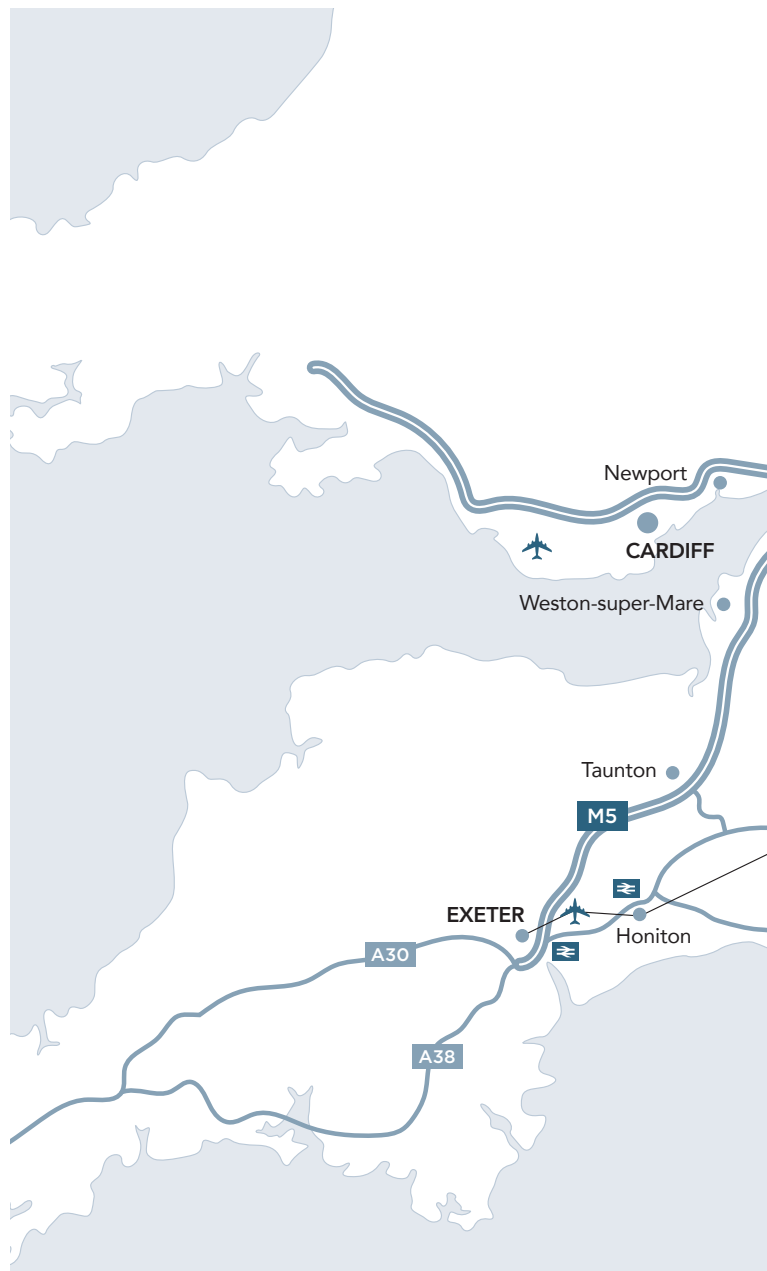 Newport
CARDIFF
Weston-super-Mare
Taunton
M5
EXETER
Honiton
A30
A38